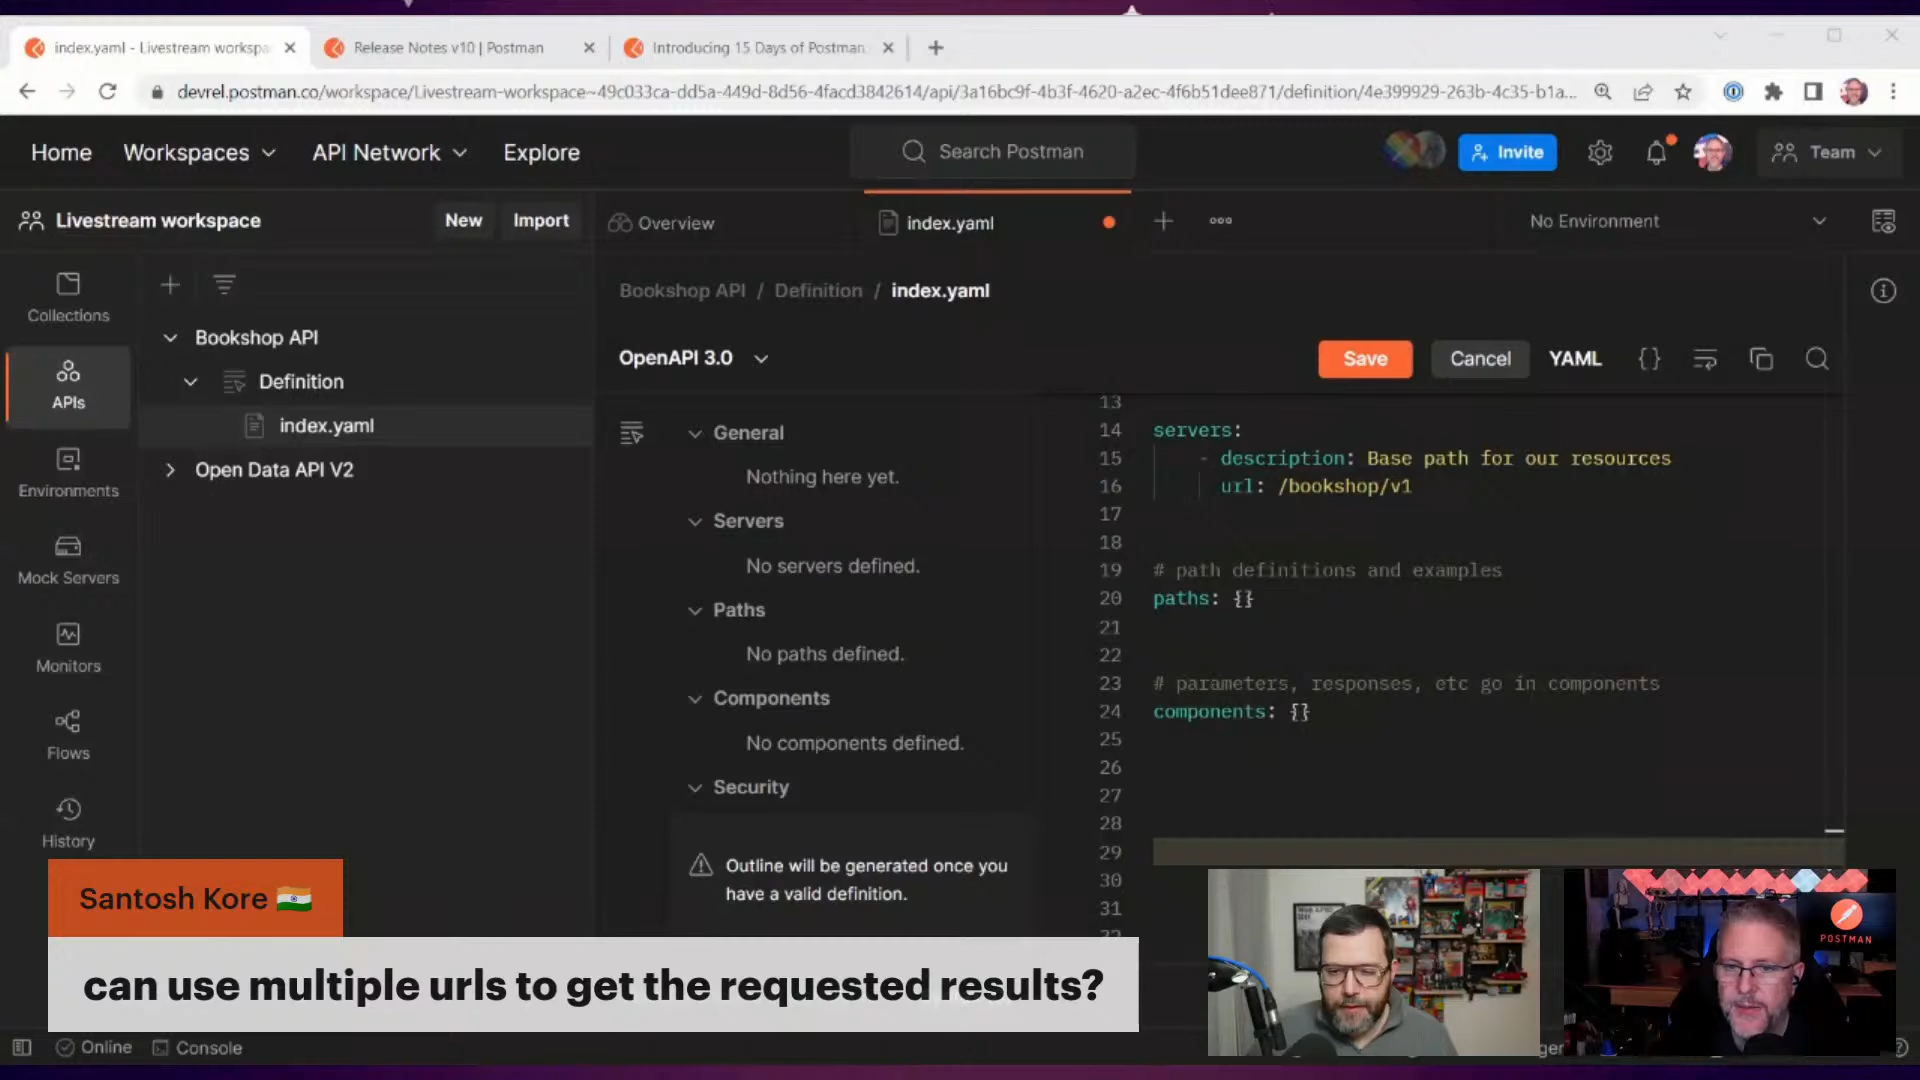 index.yaml - Livestream workspa
Release Notes v10 | Postman
Introducing 15 Days of Postman
devrel.postman.co/workspace/Livestream-workspace~49c033ca-dd5a-449d-8d56-4facd3842614/api/3a16bc9f-4b3f-4620-a2ec-4f6b51dee871/definition/4e399929-263b-4c35-b1a...
Home
Workspaces
API Network
Explore
Search Postman
Invite
Team
Livestream workspace
New
Import
Overview
index.yaml
No Environment
Collections
APIs
Environments
Mock Servers
Monitors
Flows
History
Bookshop API
Definition
index.yaml
Open Data API V2
Bookshop API / Definition / index.yaml
OpenAPI 3.0
Save
Cancel
YAML
General
Nothing here yet.
Servers
No servers defined.
Paths
No paths defined.
Components
No components defined.
Security
Outline will be generated once you
have a valid definition.
13
14 servers:
15 - description: Base path for our resources
16 url: /bookshop/v1
17
18
19 # path definitions and examples
20 paths: {}
21
22
23 # parameters, responses, etc go in components
24 components: {}
25
26
27
28
29
30
31
Santosh Kore
can use multiple urls to get the requested results?
POSTMAN
Online
Console